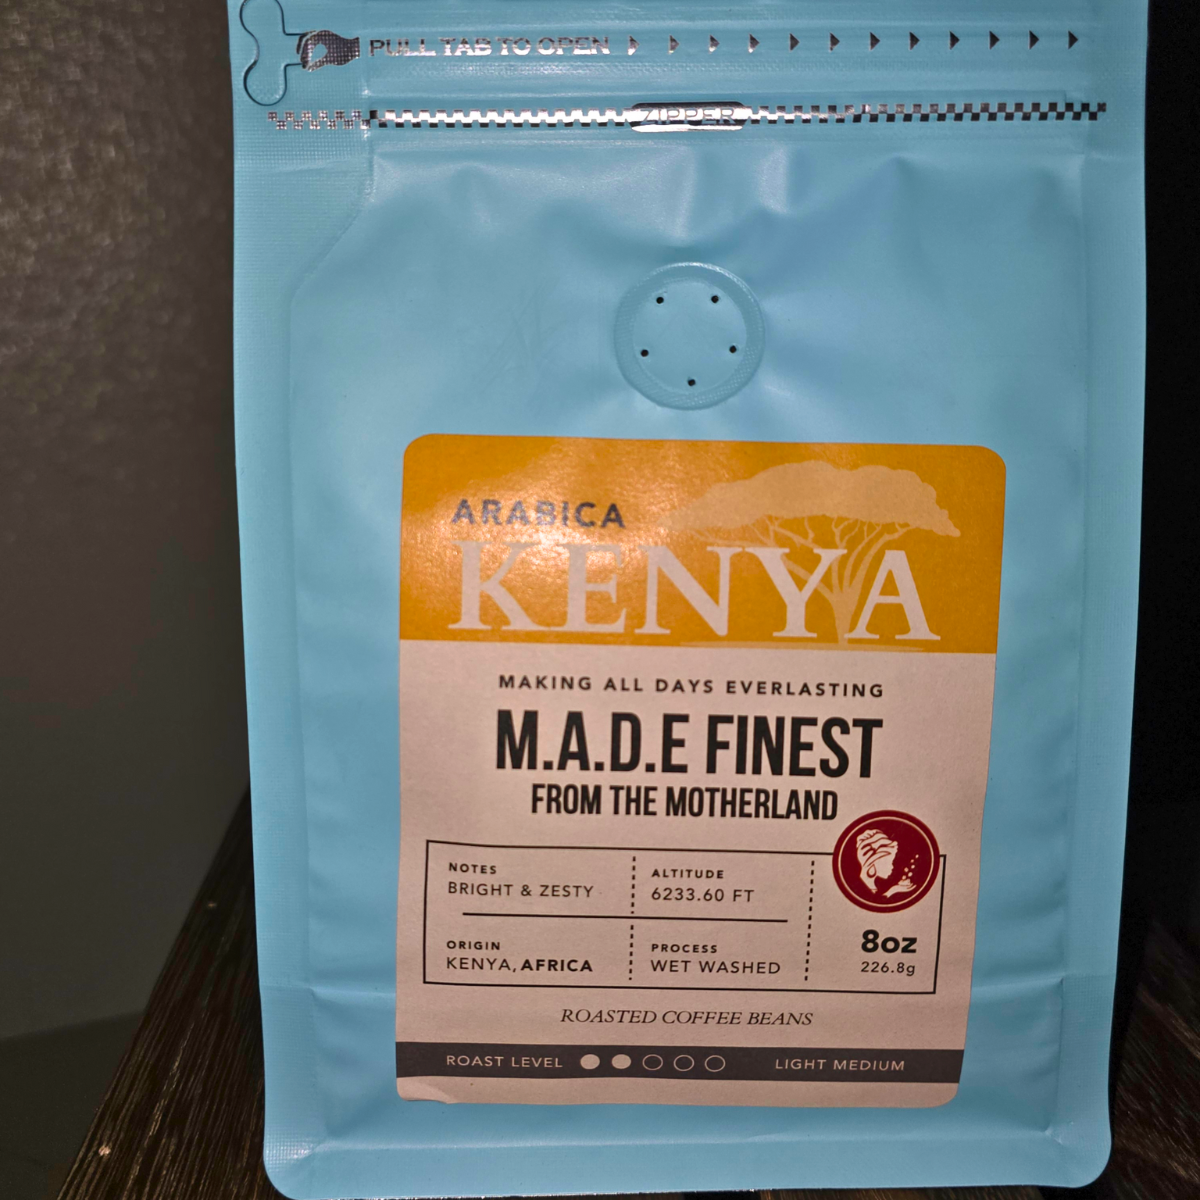 PULL TAB TO OPEN
ZIPPER
ARABICA
KENYA
MAKING ALL DAYS EVERLASTING
M.A.D.E FINEST
FROM THE MOTHERLAND
NOTES
BRIGHT & ZESTY
ALTITUDE
6233.60 FT
ORIGIN
KENYA, AFRICA
PROCESS
WET WASHED
8oz
226.8g
ROASTED COFFEE BEANS
ROAST LEVEL LIGHT MEDIUM